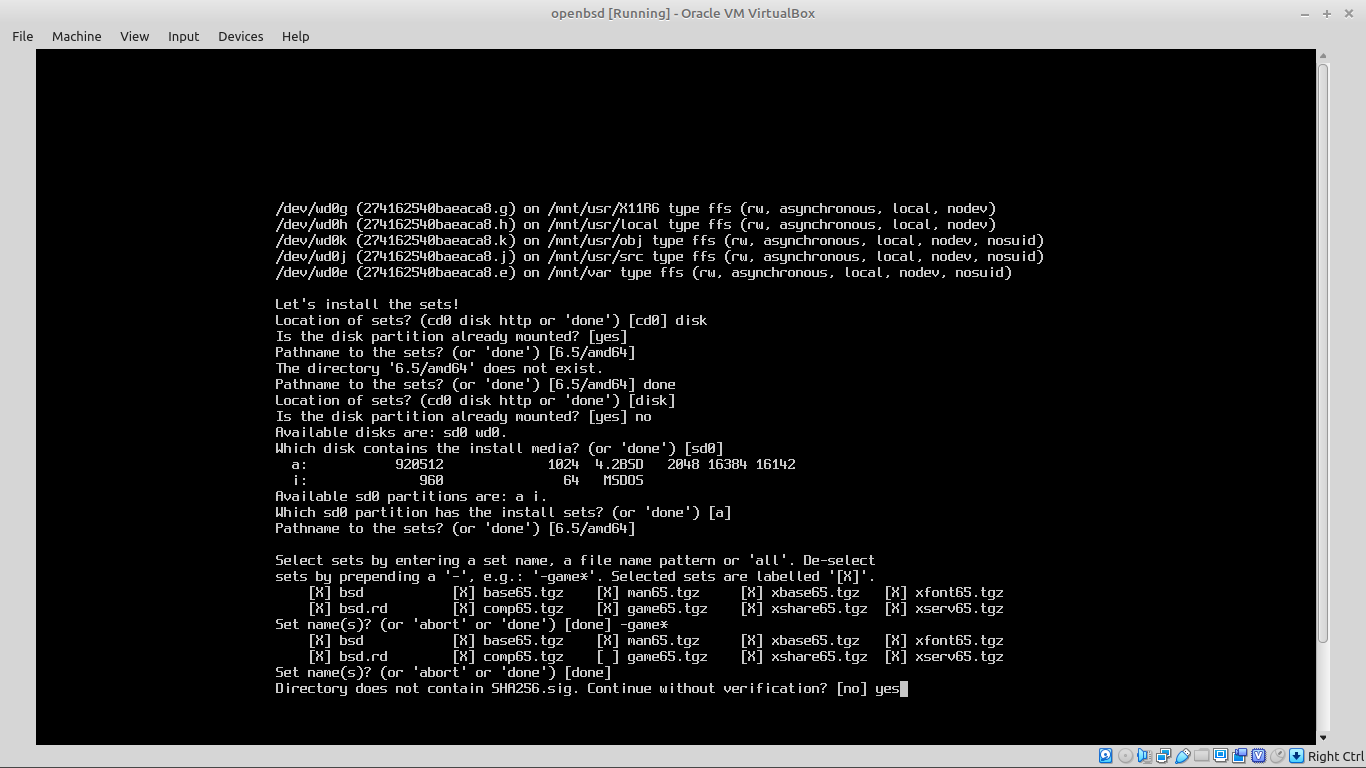 openbsd [Running] - Oracle VM VirtualBox
File Machine View Input Devices Help
/dev/wd0g (274162540baeaca8.g) on /mnt/usr/X11R6 type ffs (rw, asynchronous, local, nodev)
/dev/wd0h (274162540baeaca8.h) on /mnt/usr/local type ffs (rw, asynchronous, local, nodev)
/dev/wd0k (274162540baeaca8.k) on /mnt/usr/obj type ffs (rw, asynchronous, local, nodev, nosuid)
/dev/wd0j (274162540baeaca8.j) on /mnt/usr/src type ffs (rw, asynchronous, local, nodev, nosuid)
/dev/wd0e (274162540baeaca8.e) on /mnt/var type ffs (rw, asynchronous, local, nodev, nosuid)
Let's install the sets!
Location of sets? (cd0 disk http or 'done') [cd0] disk
Is the disk partition already mounted? [yes]
Pathname to the sets? (or 'done') [6.5/amd64]
The directory '6.5/amd64' does not exist.
Pathname to the sets? (or 'done') [6.5/amd64] done
Location of sets? (cd0 disk http or 'done') [disk]
Is the disk partition already mounted? [yes] no
Available disks are: sd0 wd0.
Which disk contains the install media? (or 'done') [sd0]
a: 920512 1024 4.2BSD 2048 16384 16142
i: 960 64 MSDOS
Available sd0 partitions are: a i.
Which sd0 partition has the install sets? (or 'done') [a]
Pathname to the sets? (or 'done') [6.5/amd64]
Select sets by entering a set name, a file name pattern or 'all'. De-select
sets by prepending a '-', e.g.: '-game*'. Selected sets are labelled '[X]'.
[X] bsd [X] base65.tgz [X] man65.tgz [X] xbase65.tgz [X] xfont65.tgz
[X] bsd.rd [X] comp65.tgz [X] game65.tgz [X] xshare65.tgz [X] xserv65.tgz
Set name(s)? (or 'abort' or 'done') [done] -game*
[X] bsd [X] base65.tgz [X] man65.tgz [X] xbase65.tgz [X] xfont65.tgz
[X] bsd.rd [X] comp65.tgz [ ] game65.tgz [X] xshare65.tgz [X] xserv65.tgz
Set name(s)? (or 'abort' or 'done') [done]
Directory does not contain SHA256.sig. Continue without verification? [no] yes
Right Ctrl